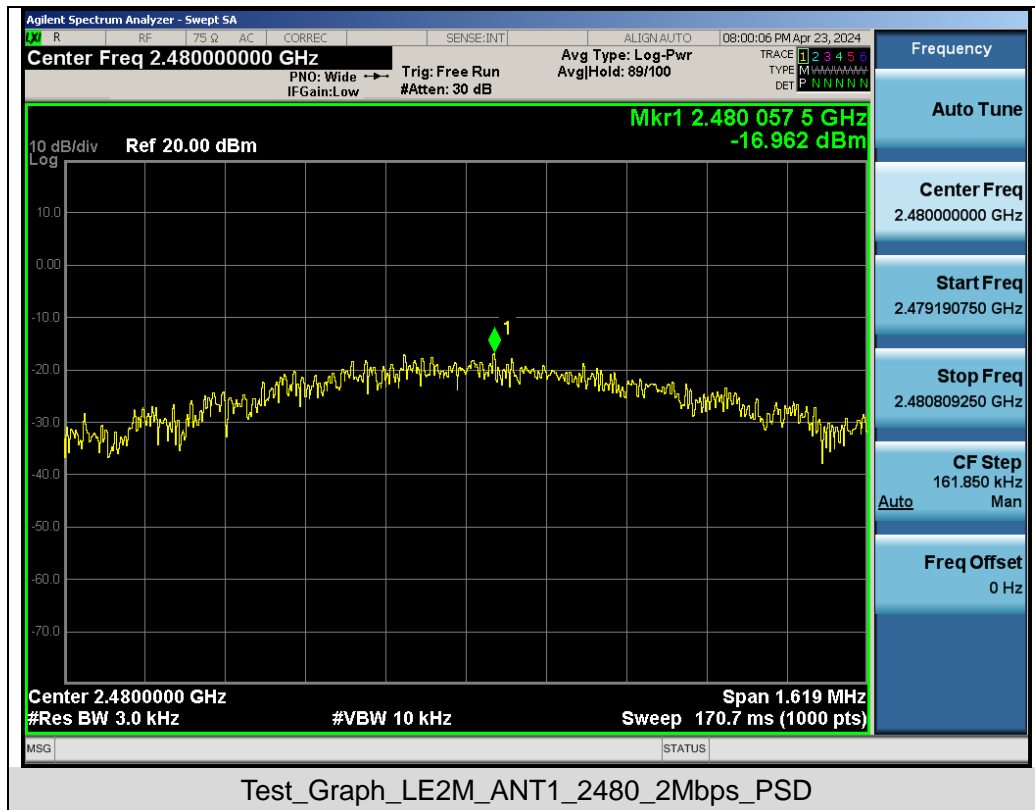 Agilent Spectrum Analyzer - Swept SA
LXI R RF 75 Ω AC CORREC SENSE:INT ALIGN AUTO 08:00:06 PM Apr 23, 2024
Center Freq 2.480000000 GHz
PNO: Wide
IFGain:Low
Trig: Free Run
#Atten: 30 dB
Avg Type: Log-Pwr
Avg|Hold: 89/100
TRACE 1 2 3 4 5 6
TYPE M WWWWW
DET P N N N N N
Mkr1 2.480 057 5 GHz
-16.962 dBm
10 dB/div Ref 20.00 dBm
Log
10.0
0.00
-10.0
-20.0
-30.0
-40.0
-50.0
-60.0
-70.0
1
Center 2.4800000 GHz Span 1.619 MHz
#Res BW 3.0 kHz #VBW 10 kHz Sweep 170.7 ms (1000 pts)
MSG STATUS
Frequency
Auto Tune
Center Freq
2.480000000 GHz
Start Freq
2.479190750 GHz
Stop Freq
2.480809250 GHz
CF Step
161.850 kHz
Auto Man
Freq Offset
0 Hz
Test_Graph_LE2M_ANT1_2480_2Mbps_PSD